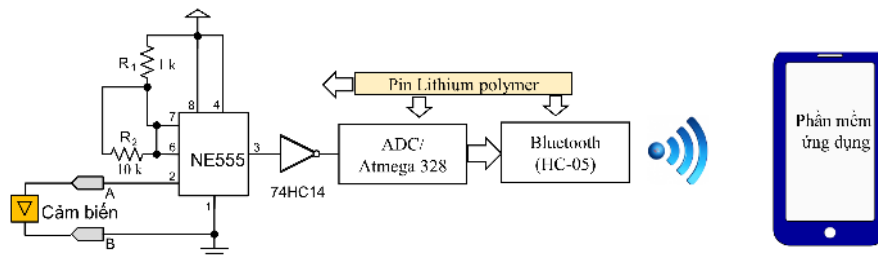 R1
1 k
R2
10 k
8
4
7
6
2
3
1
NE555
74HC14
A
B
Cảm biến
Pin Lithium polymer
ADC/
Atmega 328
Bluetooth
(HC-05)
Phần mềm
ứng dụng